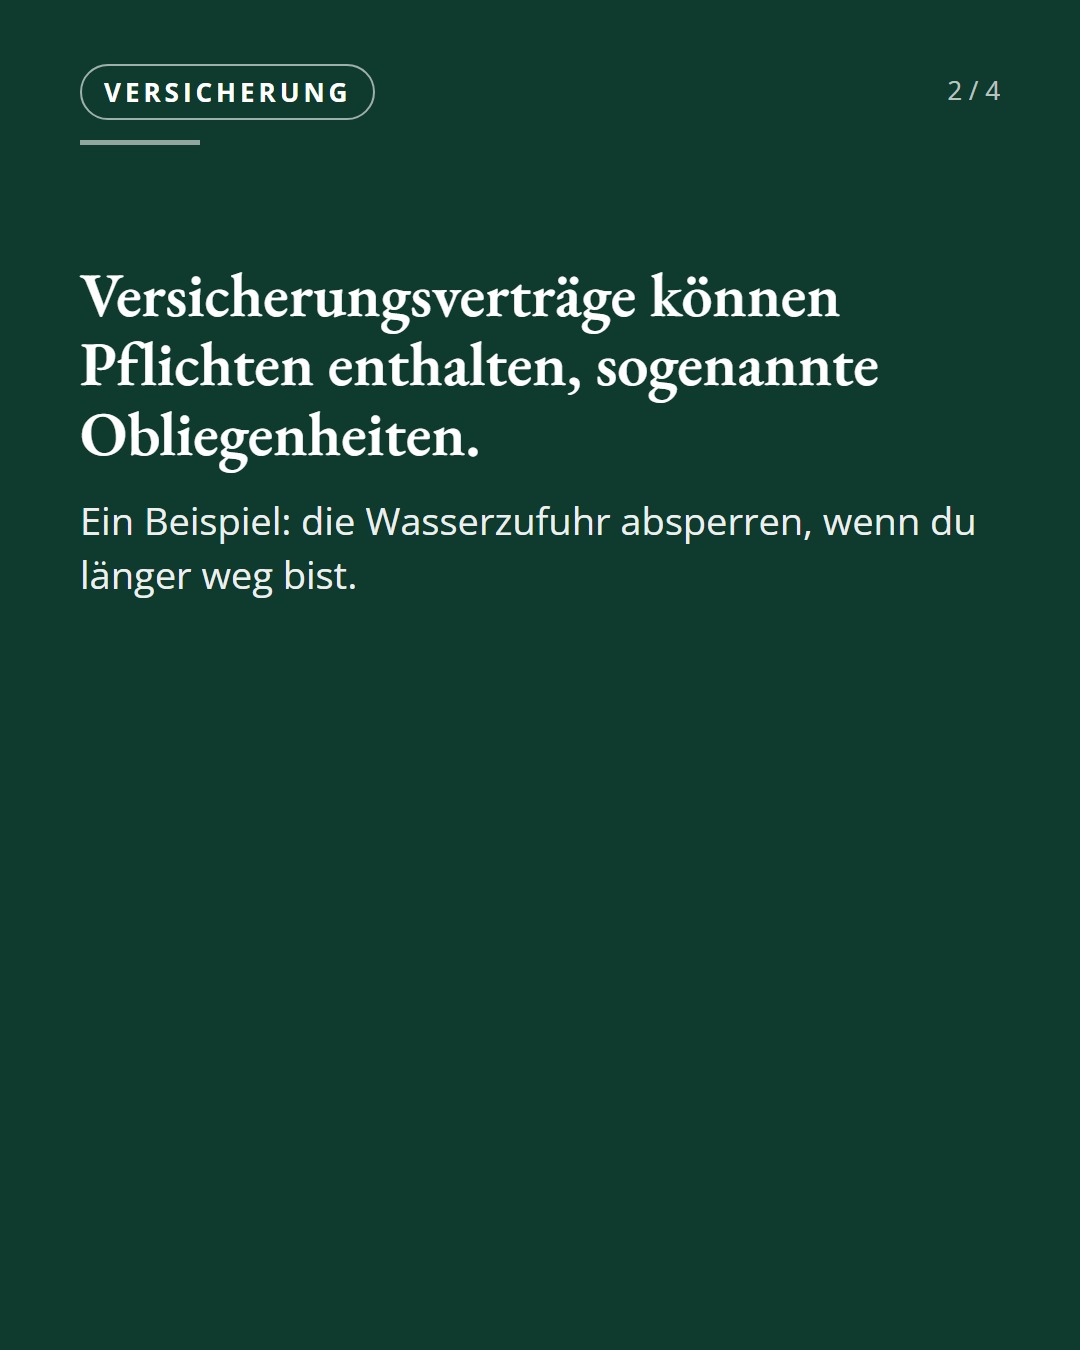 VERSICHERUNG
2 / 4
Versicherungsverträge können
Pflichten enthalten, sogenannte
Obliegenheiten.
Ein Beispiel: die Wasserzufuhr absperren, wenn du
länger weg bist.